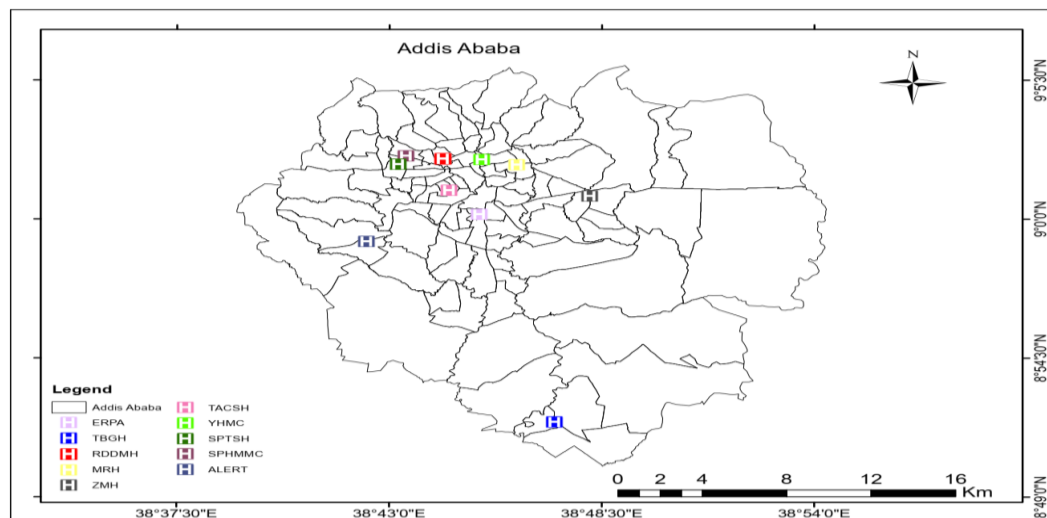 Addis Ababa
N
9°5'30"N
9°0'0"N
8°54'30"N
8°49'0"N
Legend
Addis Ababa
ERPA
TBGH
RDDMH
MRH
ZMH
TACSH
YHMC
SPTSH
SPHMMC
ALERT
0 2 4 8 12 16
Km
38°37'30"E 38°43'0"E 38°48'30"E 38°54'0"E